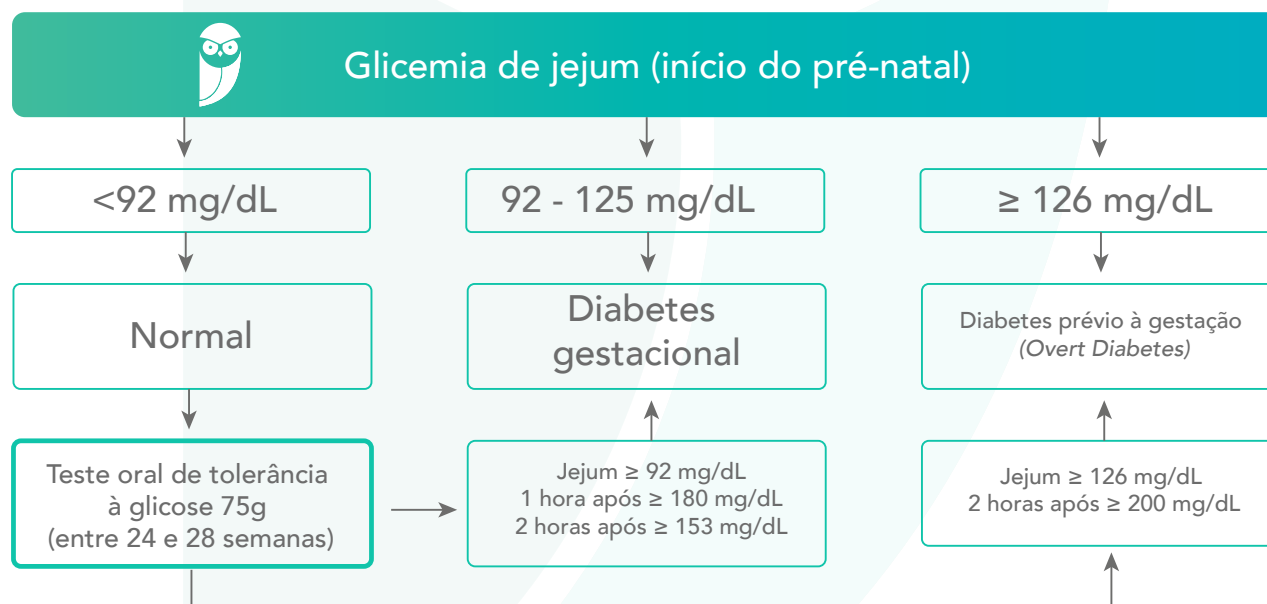 Glicemia de jejum (início do pré-natal)
<92 mg/dL
92 - 125 mg/dL
≥ 126 mg/dL
Normal
Diabetes
gestacional
Diabetes prévio à gestação
(Overt Diabetes)
Teste oral de tolerância
à glicose 75g
(entre 24 e 28 semanas)
Jejum ≥ 92 mg/dL
1 hora após ≥ 180 mg/dL
2 horas após ≥ 153 mg/dL
Jejum ≥ 126 mg/dL
2 horas após ≥ 200 mg/dL